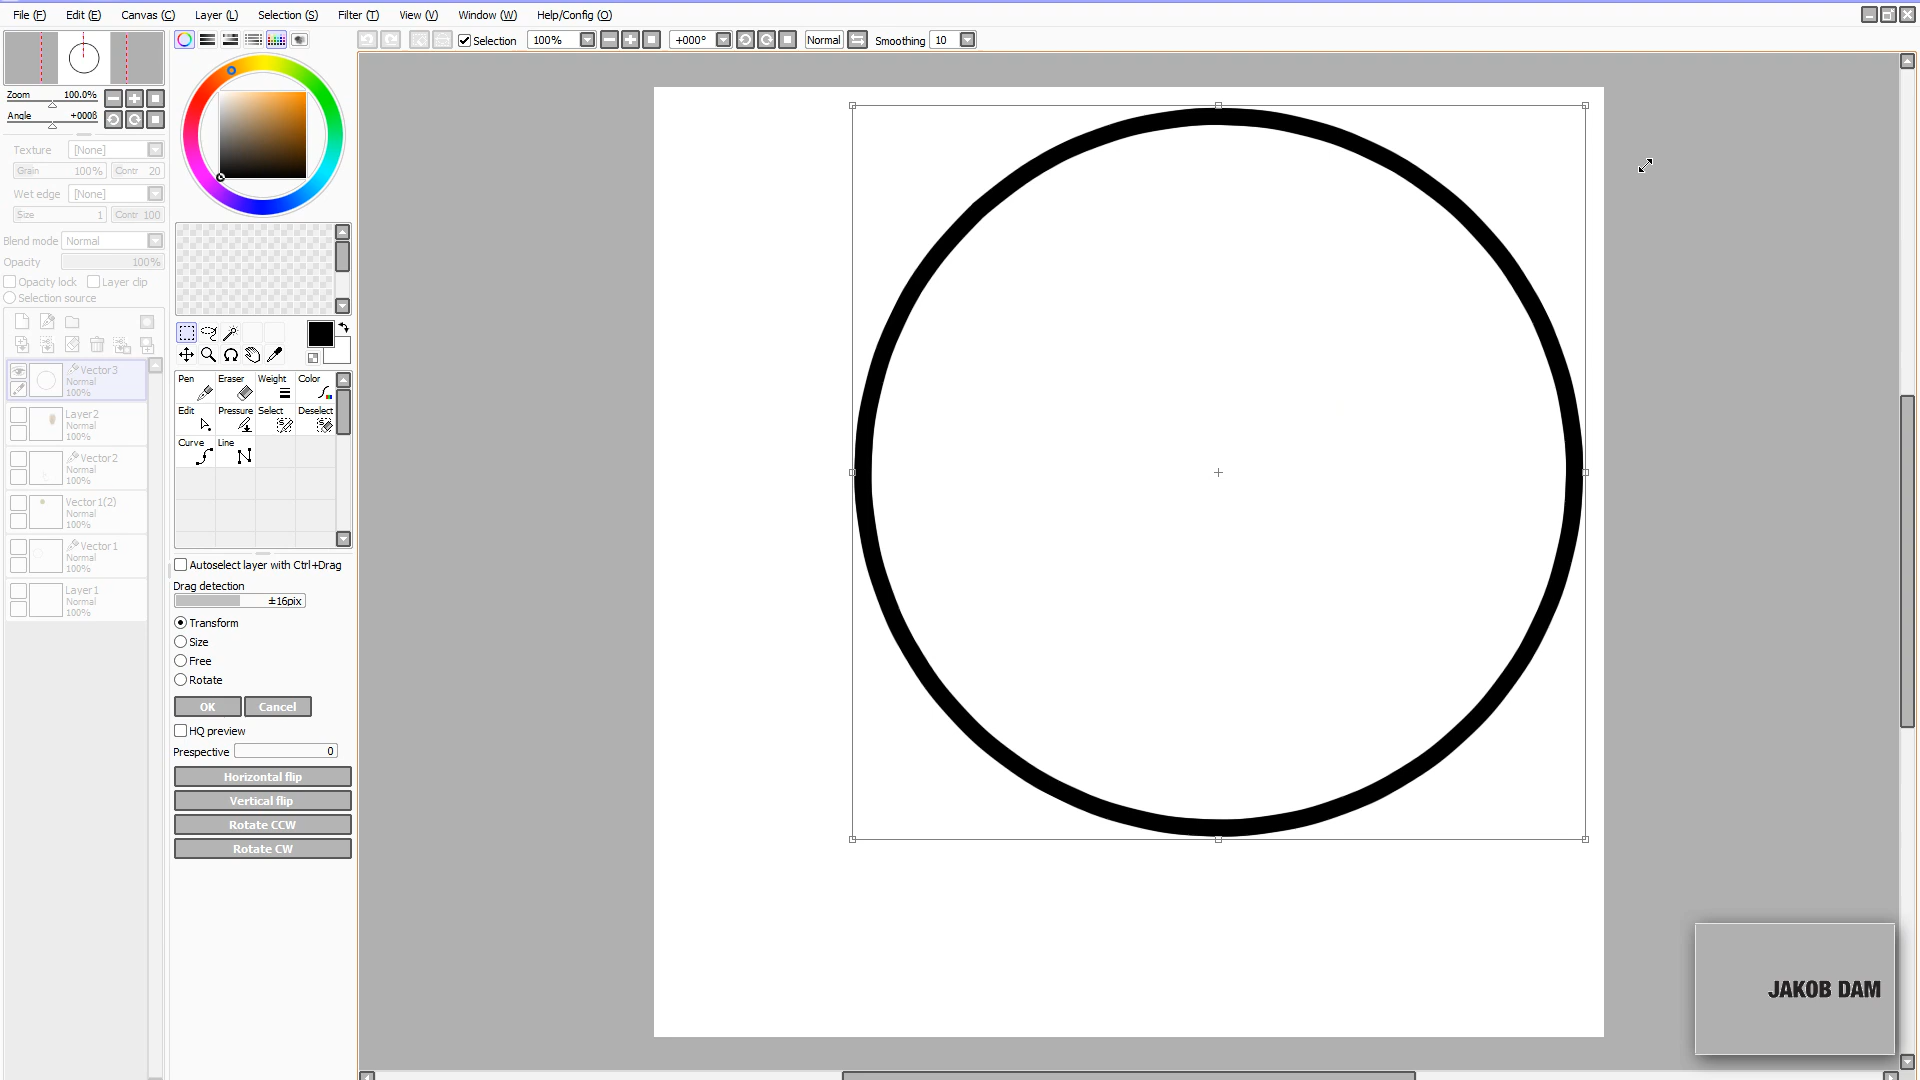 File (F) Edit (E) Canvas (C) Layer (L) Selection (S) Filter (T) View (V) Window (W) Help/Config (O)
Selection 100% +000° Normal Smoothing 10
Zoom 100.0%
Angle +000ß
Texture [None]
Grain 100% Contr 20
Wet edge [None]
Size 1 Contr 100
Blend mode Normal
Opacity 100%
Opacity lock Layer clip
Selection source
Vector3
Normal
100%
Layer2
Normal
100%
Vector2
Normal
100%
Vector1(2)
Normal
100%
Vector1
Normal
100%
Layer1
Normal
100%
Pen Eraser Weight Color
Edit Pressure Select Deselect
Curve Line
Autoselect layer with Ctrl+Drag
Drag detection
±16pix
Transform
Size
Free
Rotate
OK Cancel
HQ preview
Prespective 0
Horizontal flip
Vertical flip
Rotate CCW
Rotate CW
JAKOB DAM